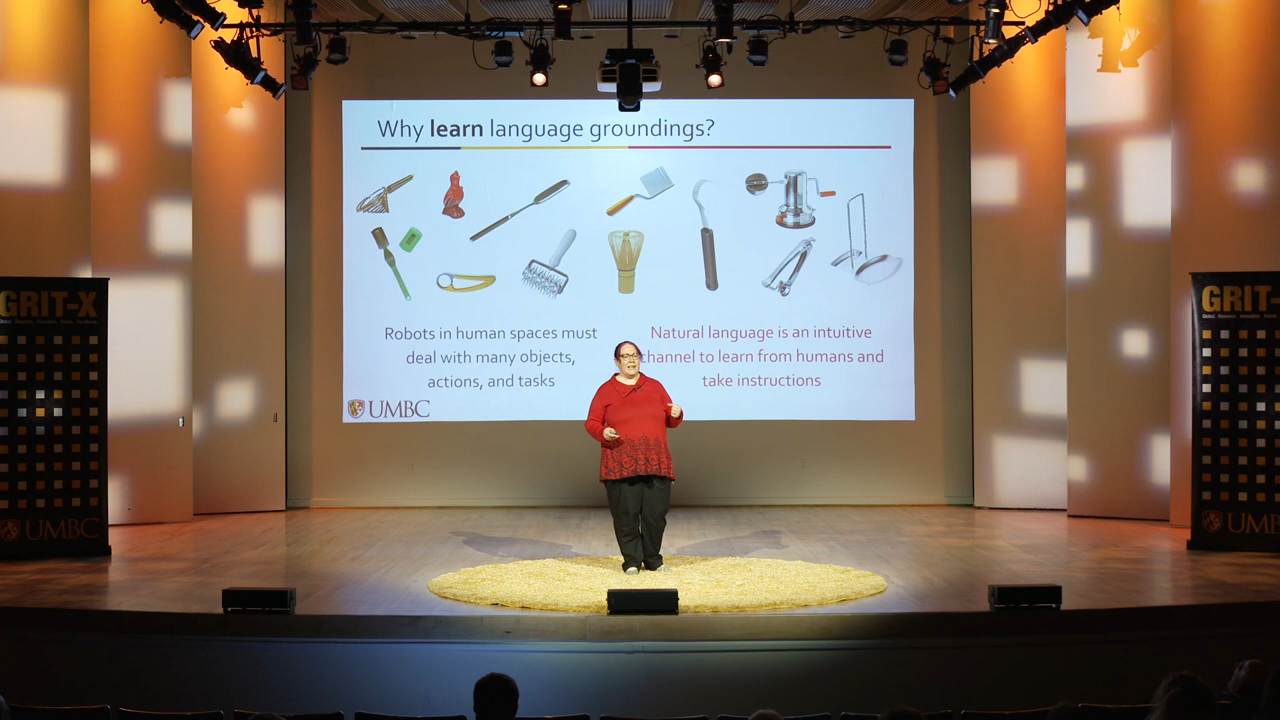 Why learn language groundings?
Robots in human spaces must
deal with many objects,
actions, and tasks
Natural language is an intuitive
channel to learn from humans and
take instructions
UMBC
GRIT-X
UMBC
GRIT-
UMB